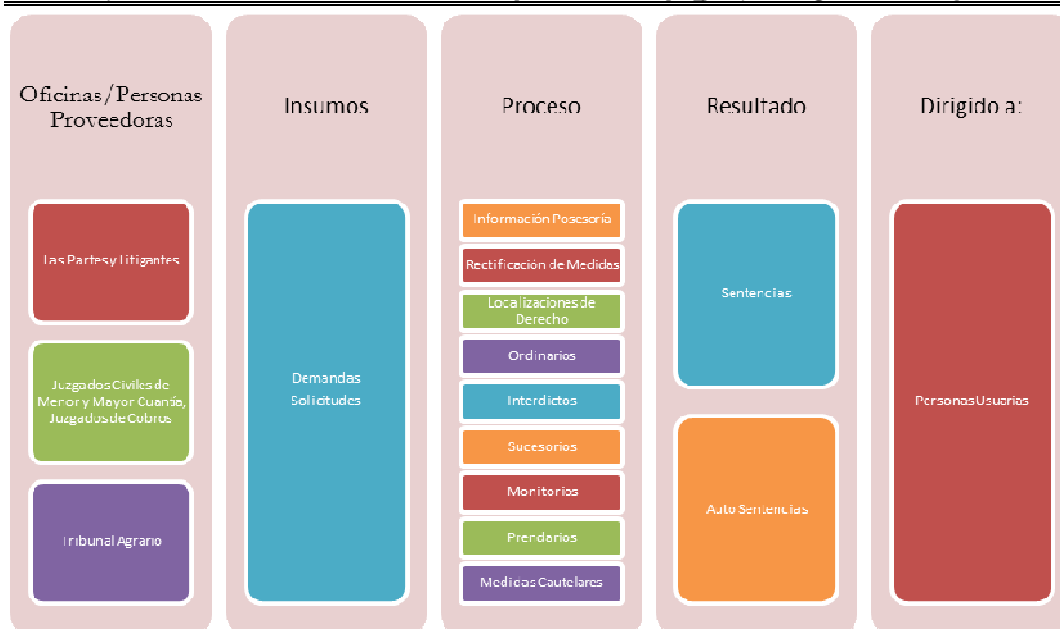 Oficinas/Personas
Proveedoras
Las Partes y Litigantes
Juzgados Civiles de
Menor y Mayor Cuantía,
Juzgados de Cobros
Tribunal Agrario
Insumos
Demandas
Solicitudes
Proceso
Información Posesoria
Rectificación de Medidas
Localizaciones de
Derecho
Ordinarios
Interdictos
Sucesorios
Monitorios
Prendarios
Medidas Cautelares
Resultado
Sentencias
Auto Sentencias
Dirigido a:
Personas Usuarias